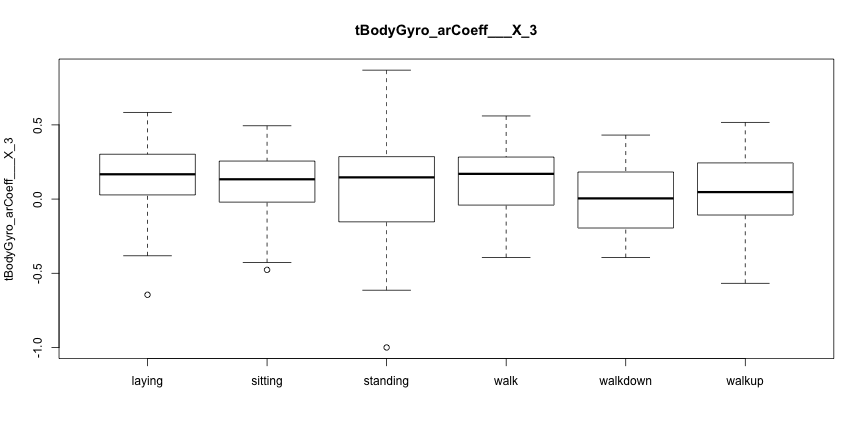 tBodyGyro_arCoeff___X_3
tBodyGyro_arCoeff___X_3
0.5
0.0
-0.5
-1.0
laying sitting standing walk walkdown walkup